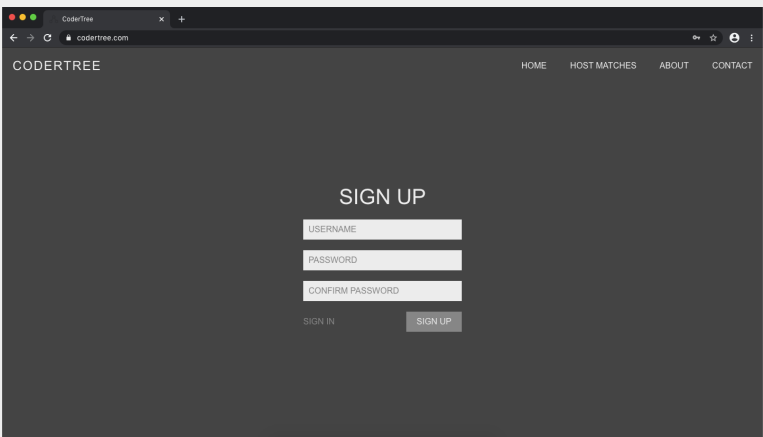 CoderTree
codertree.com
CODERTREE
HOME HOST MATCHES ABOUT CONTACT
SIGN UP
USERNAME
PASSWORD
CONFIRM PASSWORD
SIGN IN SIGN UP